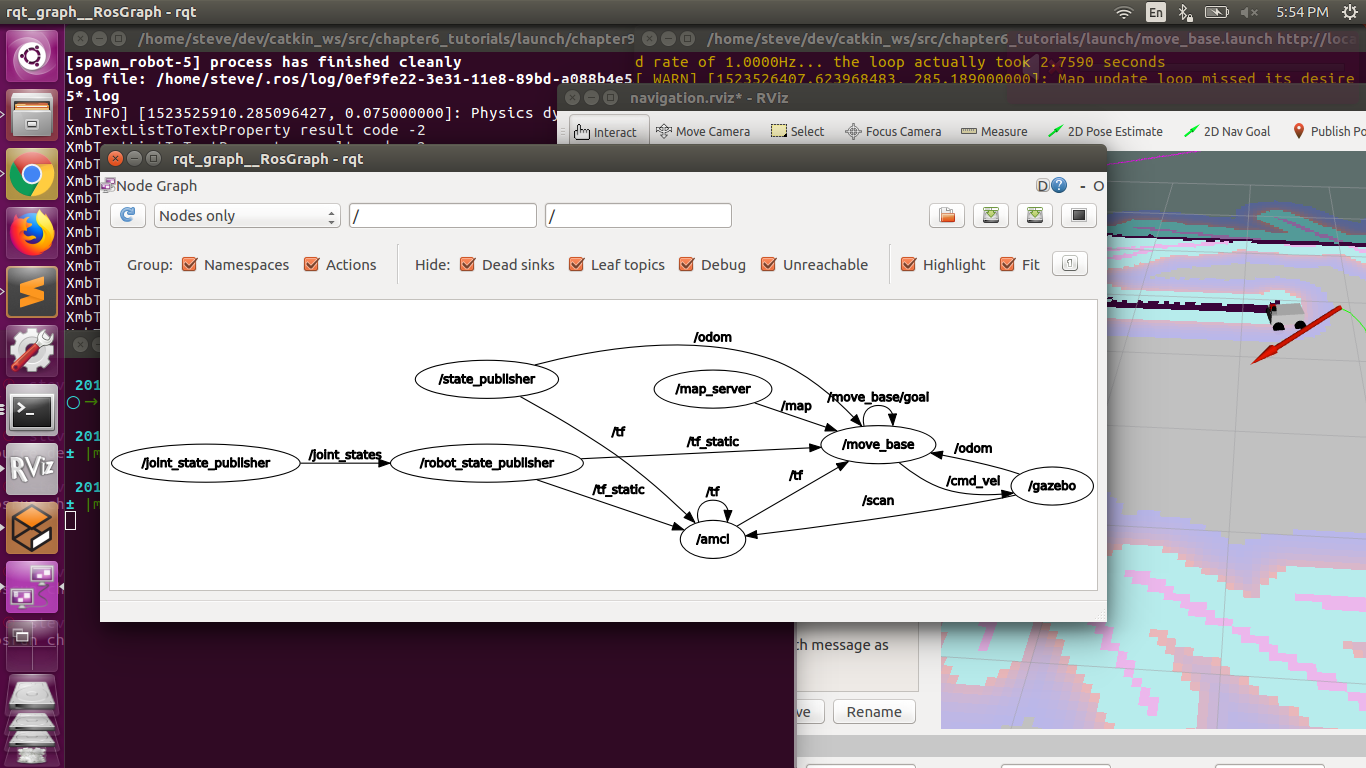 rqt_graph__RosGraph - rqt
En
5:54 PM
/home/steve/dev/catkin_ws/src/chapter6_tutorials/launch/chapter
/home/steve/dev/catkin_ws/src/chapter6_tutorials/launch/move_base.launch http://loca
[spawn_robot-5] process has finished cleanly
log file: /home/steve/.ros/log/0ef9fe22-3e31-11e8-89bd-a088b4e5
5*.log
[ INFO] [1523525910.285096427, 0.075000000]: Physics dy
XmbTextListToTextProperty result code -2
d rate of 1.0000Hz... the loop actually took 2.7590 seconds
[ WARN] [1523526407.623968483, 285.189000000]: Map update loop missed its desire
navigation.rviz* - RViz
Interact
Move Camera
Select
Focus Camera
Measure
2D Pose Estimate
2D Nav Goal
Publish Po
XmbT
XmbT
XmbT
XmbT
XmbT
XmbT
XmbT
XmbT
XmbT
XmbT
rqt_graph__RosGraph - rqt
Node Graph
D
?
- O
Nodes only
/
/
Group:
Namespaces
Actions
Hide:
Dead sinks
Leaf topics
Debug
Unreachable
Highlight
Fit
/odom
/state_publisher
/map_server
/move_base/goal
/map
/tf
/tf_static
/move_base
/joint_state_publisher
/joint_states
/robot_state_publisher
/odom
/tf
/tf_static
/tf
/cmd_vel
/gazebo
/scan
/amcl
201
± |m
201
± |m
201
± |m
RViz
ch message as
ve
Rename